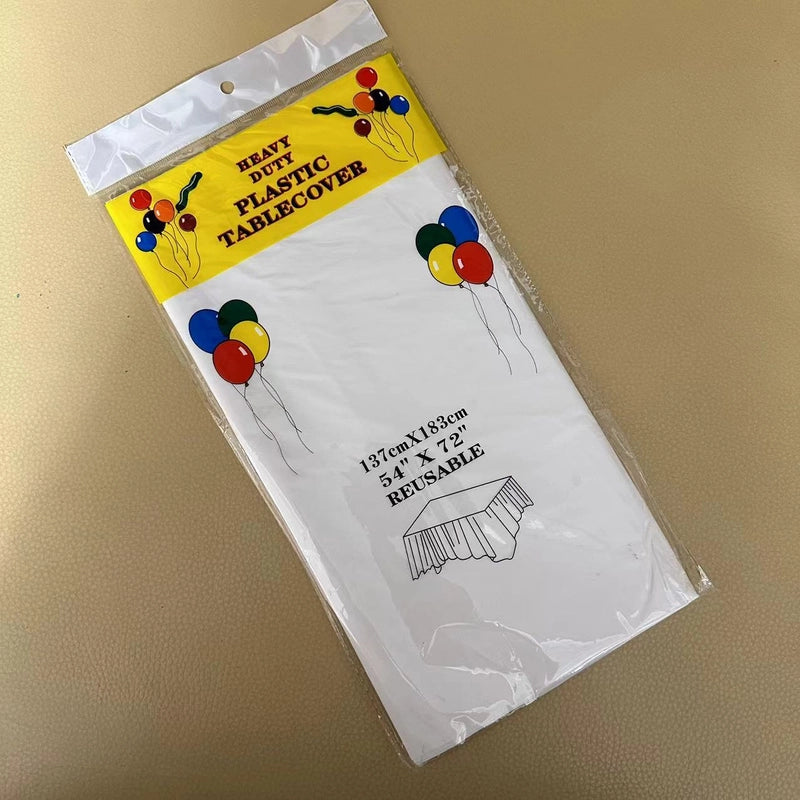 HEAVY
DUTY
PLASTIC
TABLECOVER
137cmX183cm
54" X 72"
REUSABLE